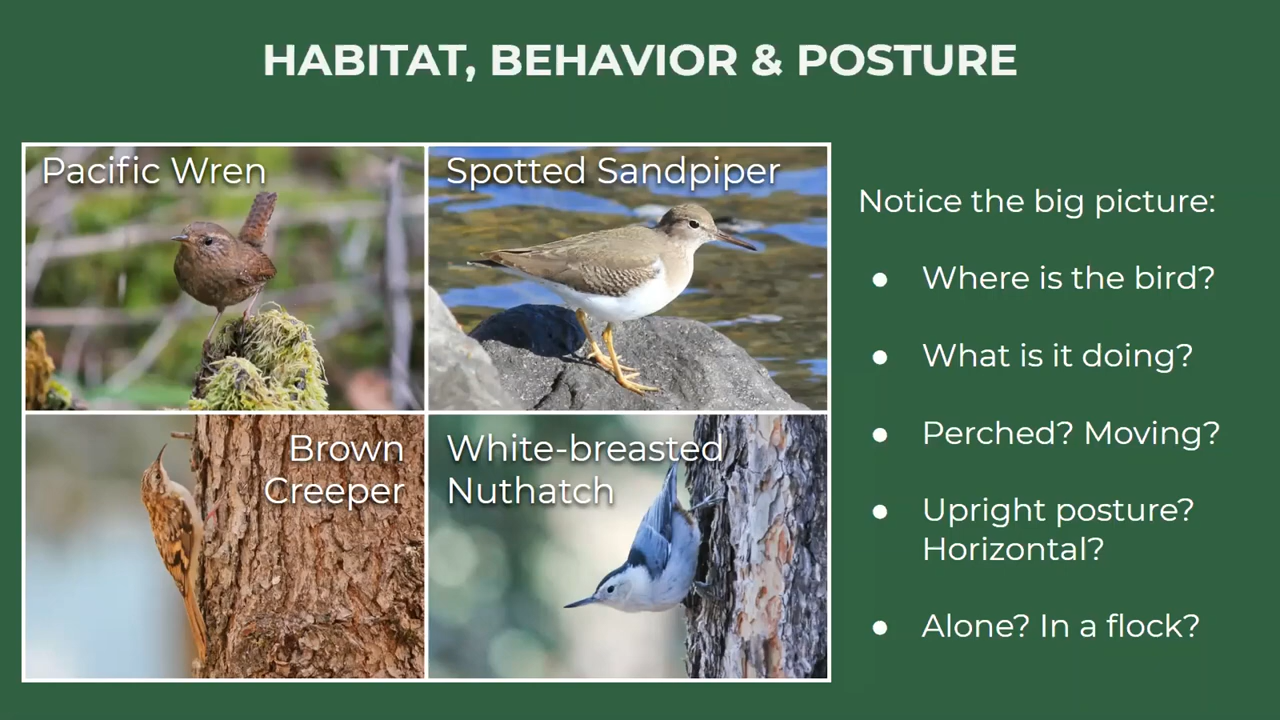 HABITAT, BEHAVIOR & POSTURE
Pacific Wren
Spotted Sandpiper
Brown
Creeper
White-breasted
Nuthatch
Notice the big picture:
● Where is the bird?
● What is it doing?
● Perched? Moving?
● Upright posture?
Horizontal?
● Alone? In a flock?